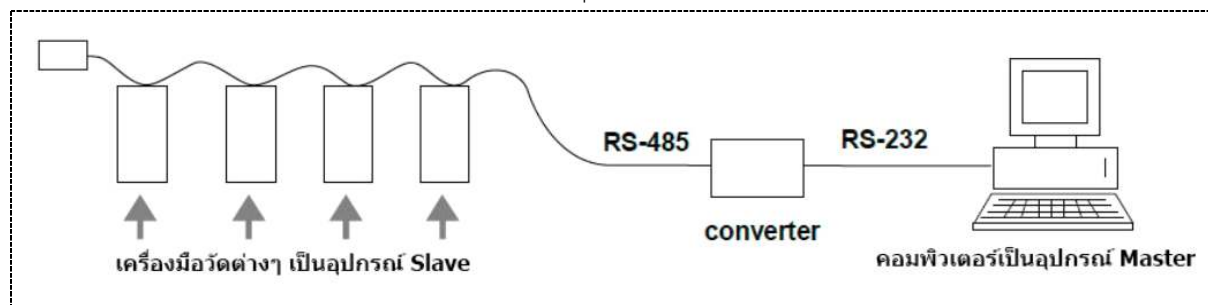 RS-485
RS-232
converter
เครื่องมือวัดต่างๆ เป็นอุปกรณ์ Slave
คอมพิวเตอร์เป็นอุปกรณ์ Master